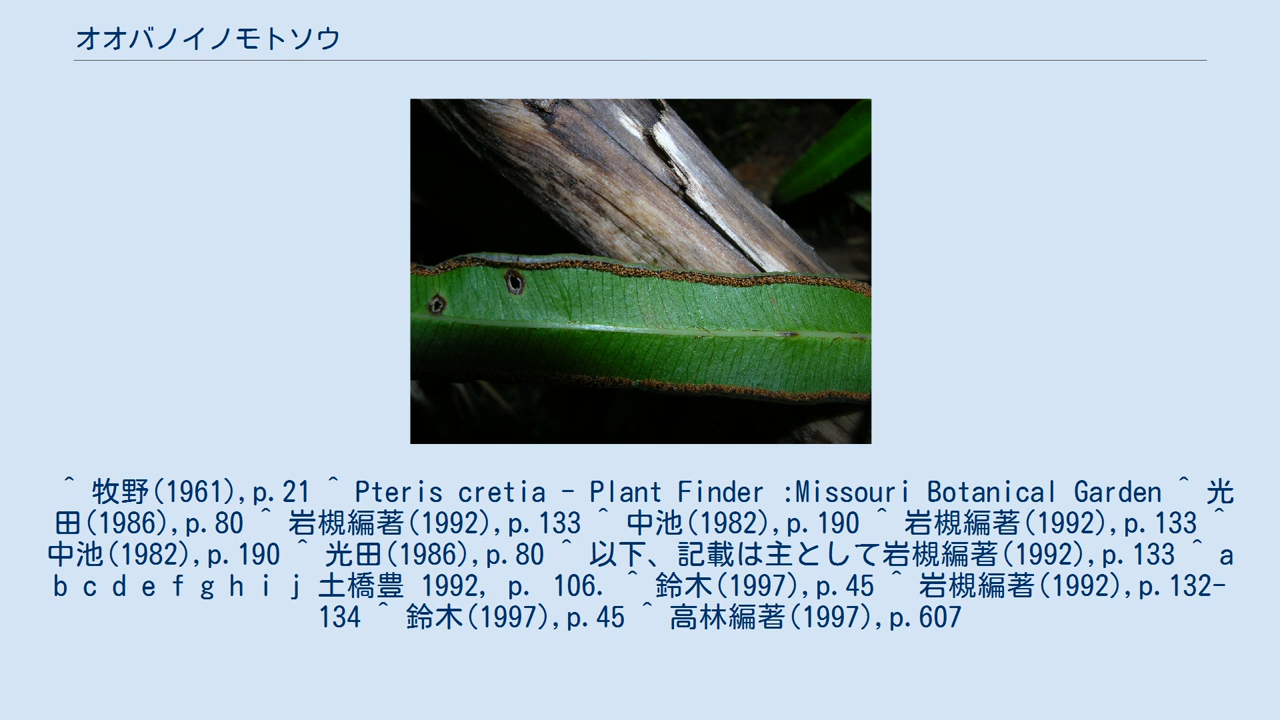 オオバノイノモトソウ
^ 牧野(1961),p.21 ^ Pteris cretia - Plant Finder :Missouri Botanical Garden ^ 光
田(1986),p.80 ^ 岩槻編著(1992),p.133 ^ 中池(1982),p.190 ^ 岩槻編著(1992),p.133 ^
中池(1982),p.190 ^ 光田(1986),p.80 ^ 以下、記載は主として岩槻編著(1992),p.133 ^ a
b c d e f g h i j 土橋豊 1992, p. 106. ^ 鈴木(1997),p.45 ^ 岩槻編著(1992),p.132-
134 ^ 鈴木(1997),p.45 ^ 高林編著(1997),p.607